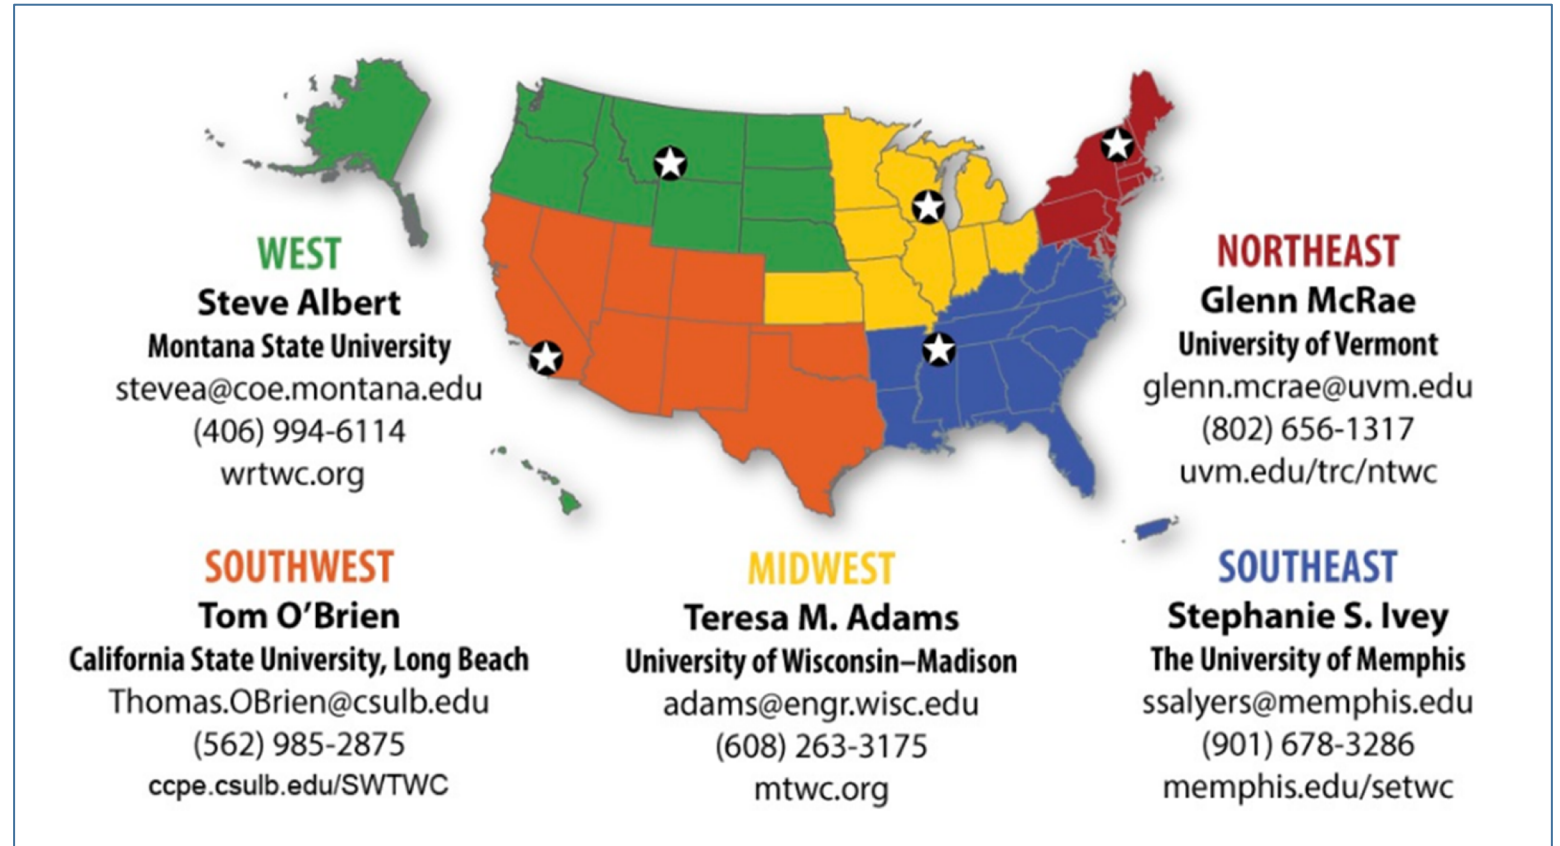 WEST
Steve Albert
Montana State University
stevea@coe.montana.edu
(406) 994-6114
wrtwc.org
NORTHEAST
Glenn McRae
University of Vermont
glenn.mcrae@uvm.edu
(802) 656-1317
uvm.edu/trc/ntwc
SOUTHWEST
Tom O’Brien
California State University, Long Beach
Thomas.OBrien@csulb.edu
(562) 985-2875
ccpe.csulb.edu/SWTWC
MIDWEST
Teresa M. Adams
University of Wisconsin–Madison
adams@engr.wisc.edu
(608) 263-3175
mtwc.org
SOUTHEAST
Stephanie S. Ivey
The University of Memphis
ssalyers@memphis.edu
(901) 678-3286
memphis.edu/setwc